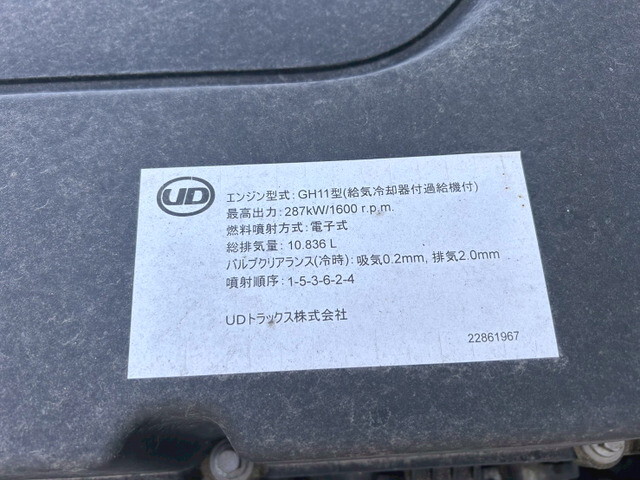 UD
エンジン型式: GH11型(給気冷却器付過給機付)
最高出力: 287kW/1600 r.p.m.
燃料噴射方式: 電子式
総排気量: 10.836 L
バルブクリアランス(冷時): 吸気0.2mm, 排気2.0mm
噴射順序: 1-5-3-6-2-4
UDトラックス株式会社
22861967